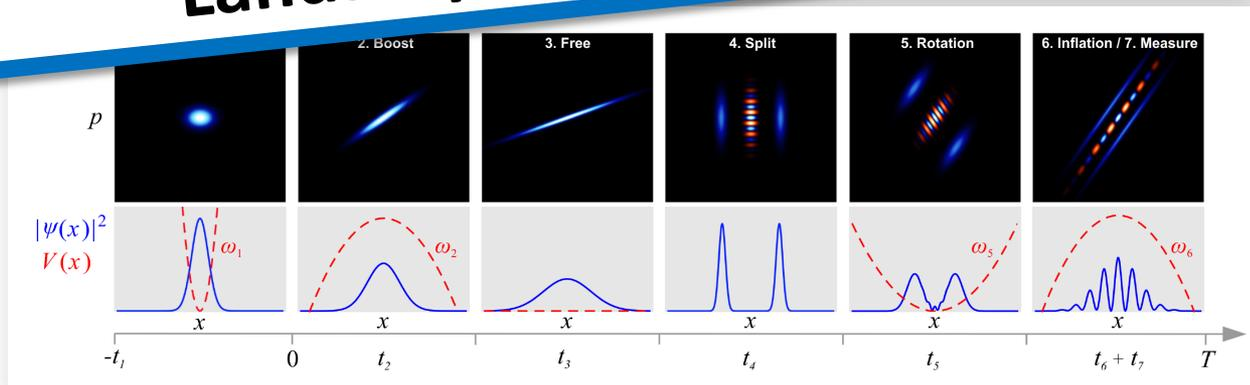 2. Boost
3. Free
4. Split
5. Rotation
6. Inflation / 7. Measure
p
|ψ(x)|²
V(x)
ω₁
ω₂
ω₅
ω₆
x x x x x x
-t₁ 0 t₂ t₃ t₄ t₅ t₆ + t₇ T